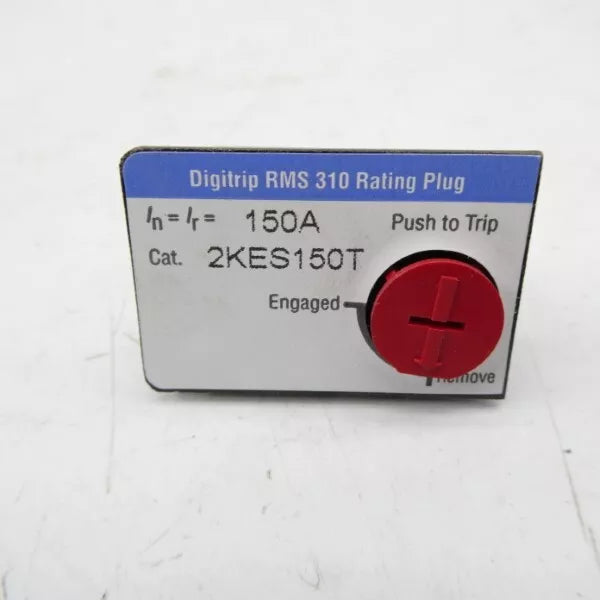 Digitrip RMS 310 Rating Plug
In = Ir = 150A Push to Trip
Cat. 2KES150T
Engaged
Remove